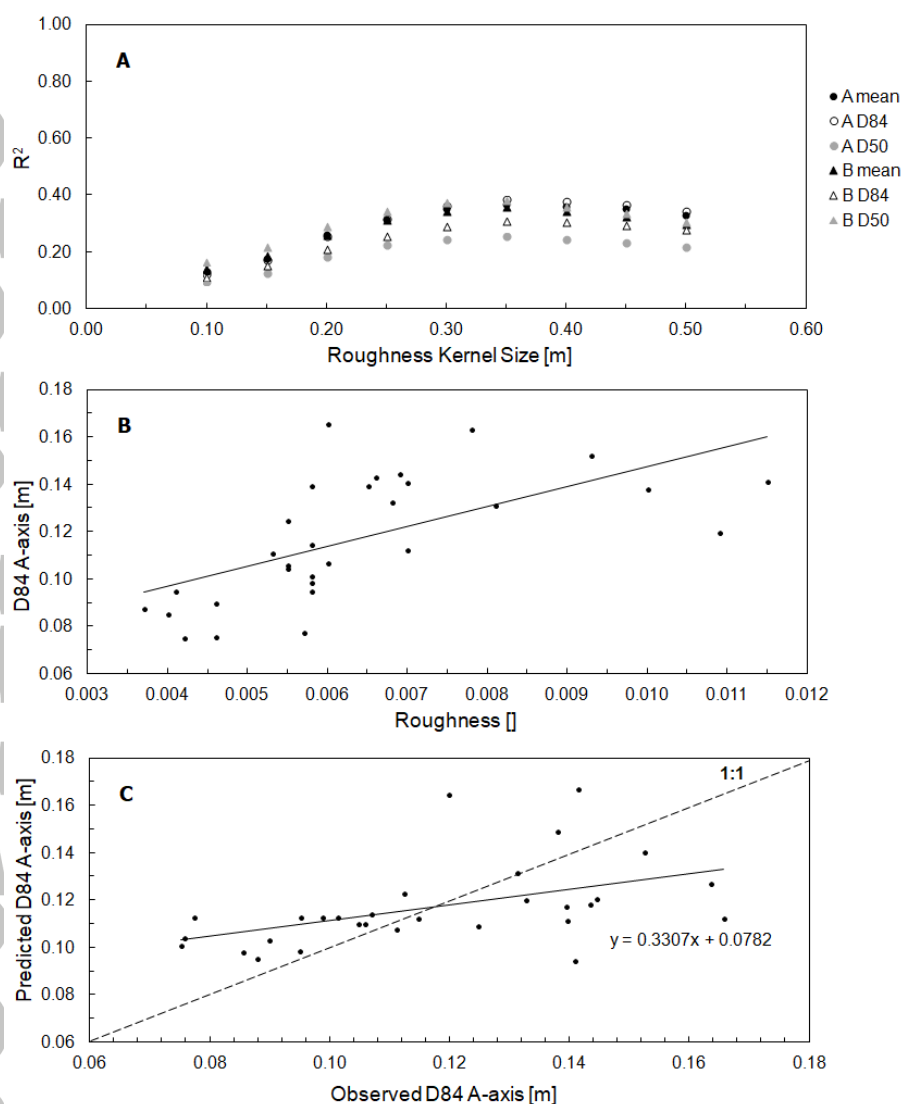 1.00
0.80
0.60
0.40
0.20
0.00
R²
A
A mean
A D84
A D50
B mean
B D84
B D50
0.00 0.10 0.20 0.30 0.40 0.50 0.60
Roughness Kernel Size [m]
0.18
0.16
0.14
0.12
0.10
0.08
0.06
D84 A-axis [m]
B
0.003 0.004 0.005 0.006 0.007 0.008 0.009 0.010 0.011 0.012
Roughness []
0.18
0.16
0.14
0.12
0.10
0.08
0.06
Predicted D84 A-axis [m]
C
1:1
y = 0.3307x + 0.0782
0.06 0.08 0.10 0.12 0.14 0.16 0.18
Observed D84 A-axis [m]